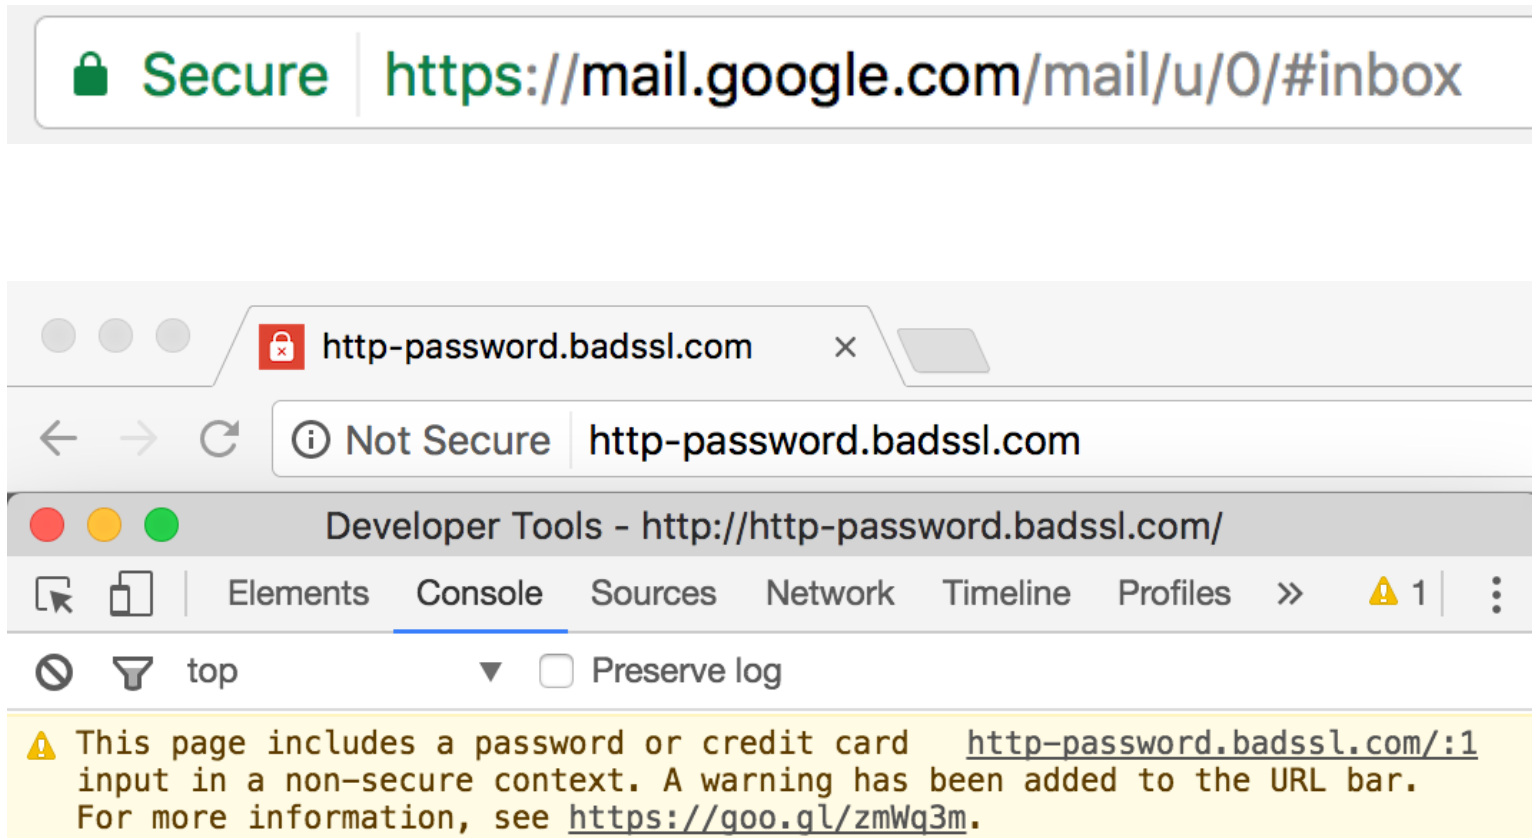 Secure https://mail.google.com/mail/u/0/#inbox
http-password.badssl.com ×
Not Secure http-password.badssl.com
Developer Tools - http://http-password.badssl.com/
Elements Console Sources Network Timeline Profiles » 1
top ▼ Preserve log
This page includes a password or credit card http-password.badssl.com/:1
input in a non-secure context. A warning has been added to the URL bar.
For more information, see https://goo.gl/zmWq3m.